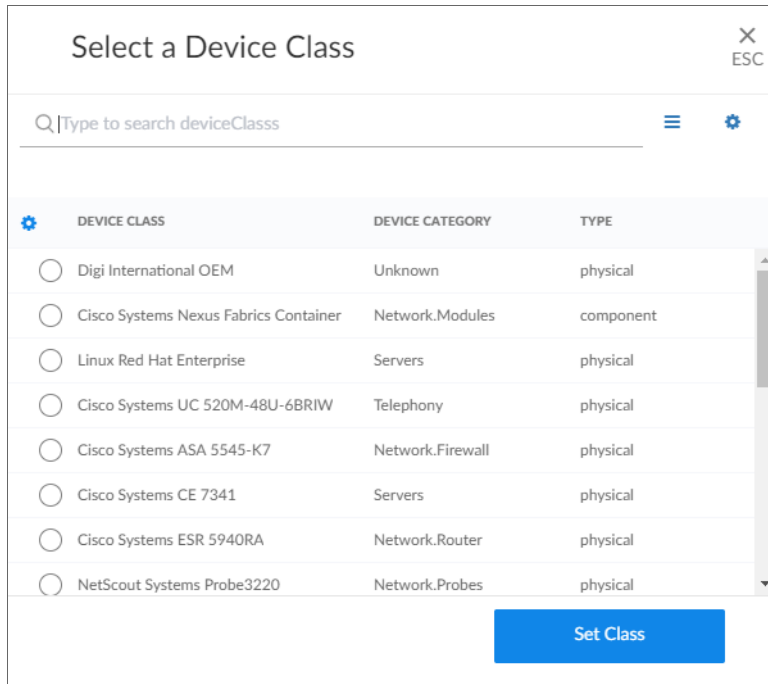 Select a Device Class
ESC
Type to search deviceClasss
DEVICE CLASS DEVICE CATEGORY TYPE
Digi International OEM Unknown physical
Cisco Systems Nexus Fabrics Container Network.Modules component
Linux Red Hat Enterprise Servers physical
Cisco Systems UC 520M-48U-6BRIW Telephony physical
Cisco Systems ASA 5545-K7 Network.Firewall physical
Cisco Systems CE 7341 Servers physical
Cisco Systems ESR 5940RA Network.Router physical
NetScout Systems Probe3220 Network.Probes physical
Set Class